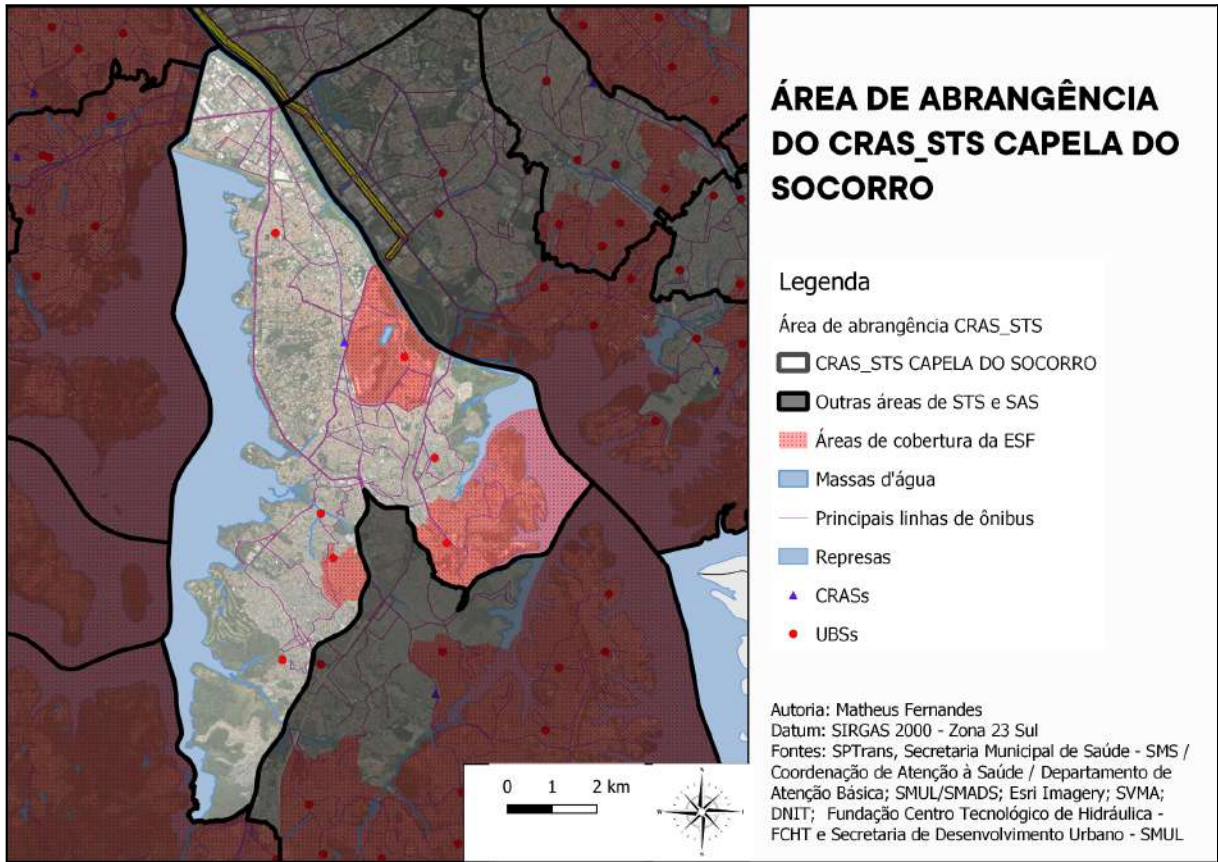 ÁREA DE ABRANGÊNCIA
DO CRAS_STS CAPELA DO
SOCORRO
Legenda
Área de abrangência CRAS_STS
CRAS_STS CAPELA DO SOCORRO
Outras áreas de STS e SAS
Áreas de cobertura da ESF
Massas d'água
Principais linhas de ônibus
Represas
CRASs
UBSs
Autoria: Matheus Fernandes
Datum: SIRGAS 2000 - Zona 23 Sul
Fontes: SPTrans, Secretaria Municipal de Saúde - SMS /
Coordenação de Atenção à Saúde / Departamento de
Atenção Básica; SMUL/SMADS; Esri Imagery; SVMA;
DNIT; Fundação Centro Tecnológico de Hidráulica -
FCHT e Secretaria de Desenvolvimento Urbano - SMUL
0 1 2 km